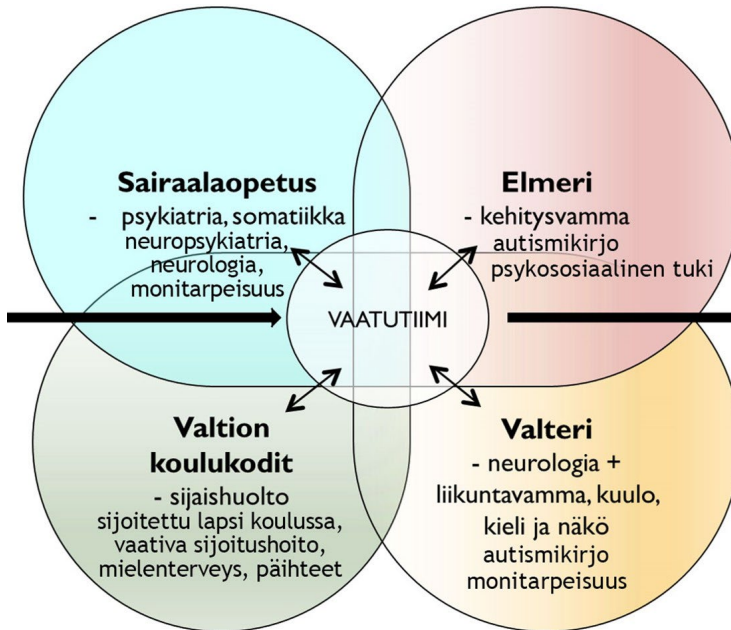 Sairaalaopetus
- psykiatria, somatiikka
neuropsykiatria,
neurologia,
monitarpeisuus
Elmeri
- kehitysvamma
autismikirjo
psykososiaalinen tuki
VAATUTIIMI
Valtion
koulukodit
- sijaishuolto
sijoitettu lapsi koulussa,
vaativa sijoitushoito,
mielenterveys, päihteet
Valteri
- neurologia +
liikuntavamma, kuulo,
kieli ja näkö
autismikirjo
monitarpeisuus